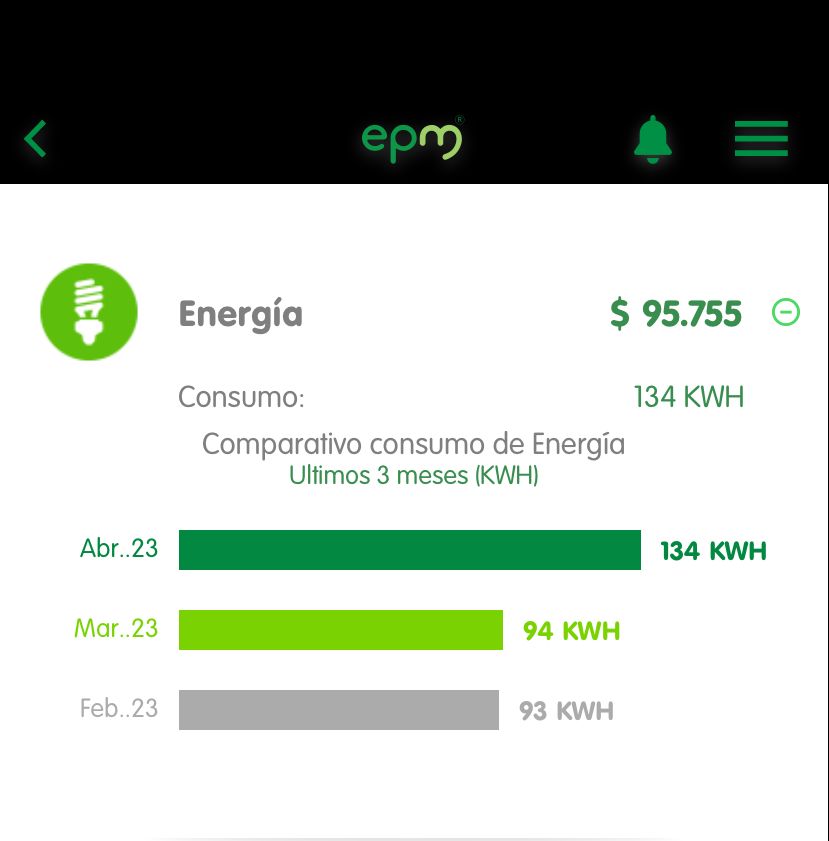 epm®
Energía $ 95.755
Consumo: 134 KWH
Comparativo consumo de Energía
Ultimos 3 meses (KWH)
Abr..23 134 KWH
Mar..23 94 KWH
Feb..23 93 KWH